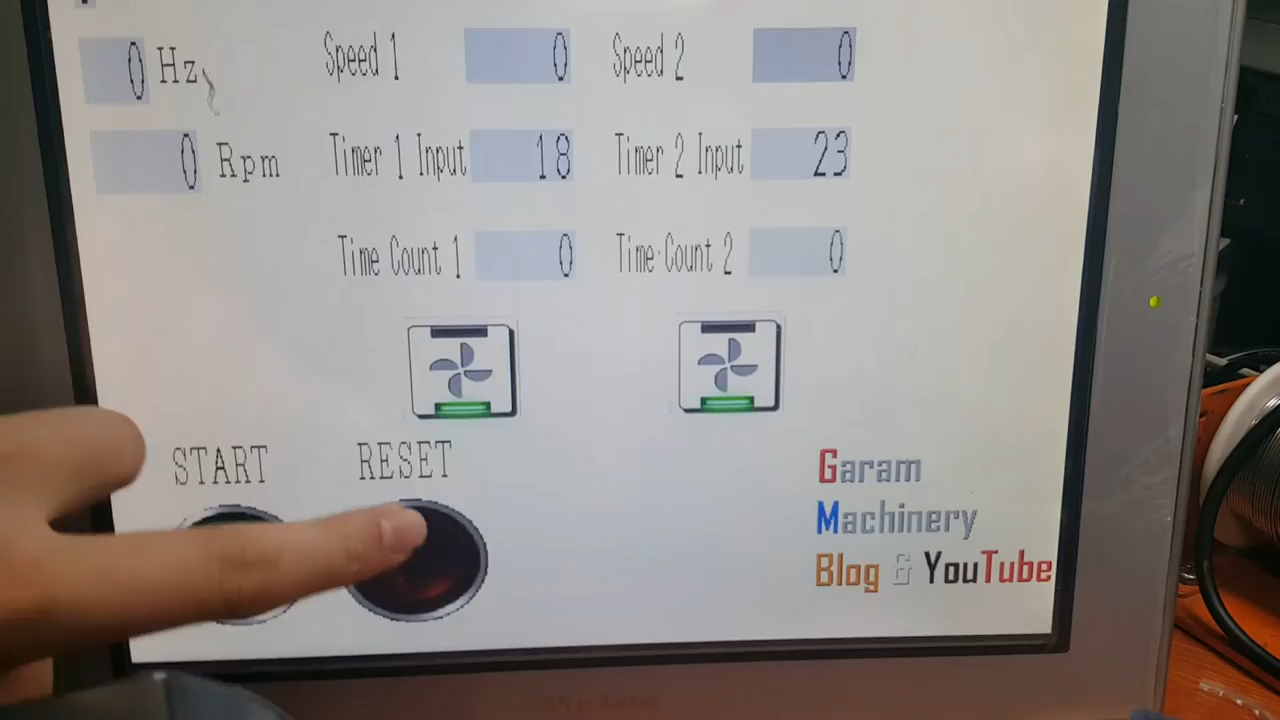 0 Hz Speed 1 0 Speed 2 0
0 Rpm Timer 1 Input 18 Timer 2 Input 23
Time Count 1 0 Time Count 2 0
START RESET
Garam
Machinery
Blog & YouTube